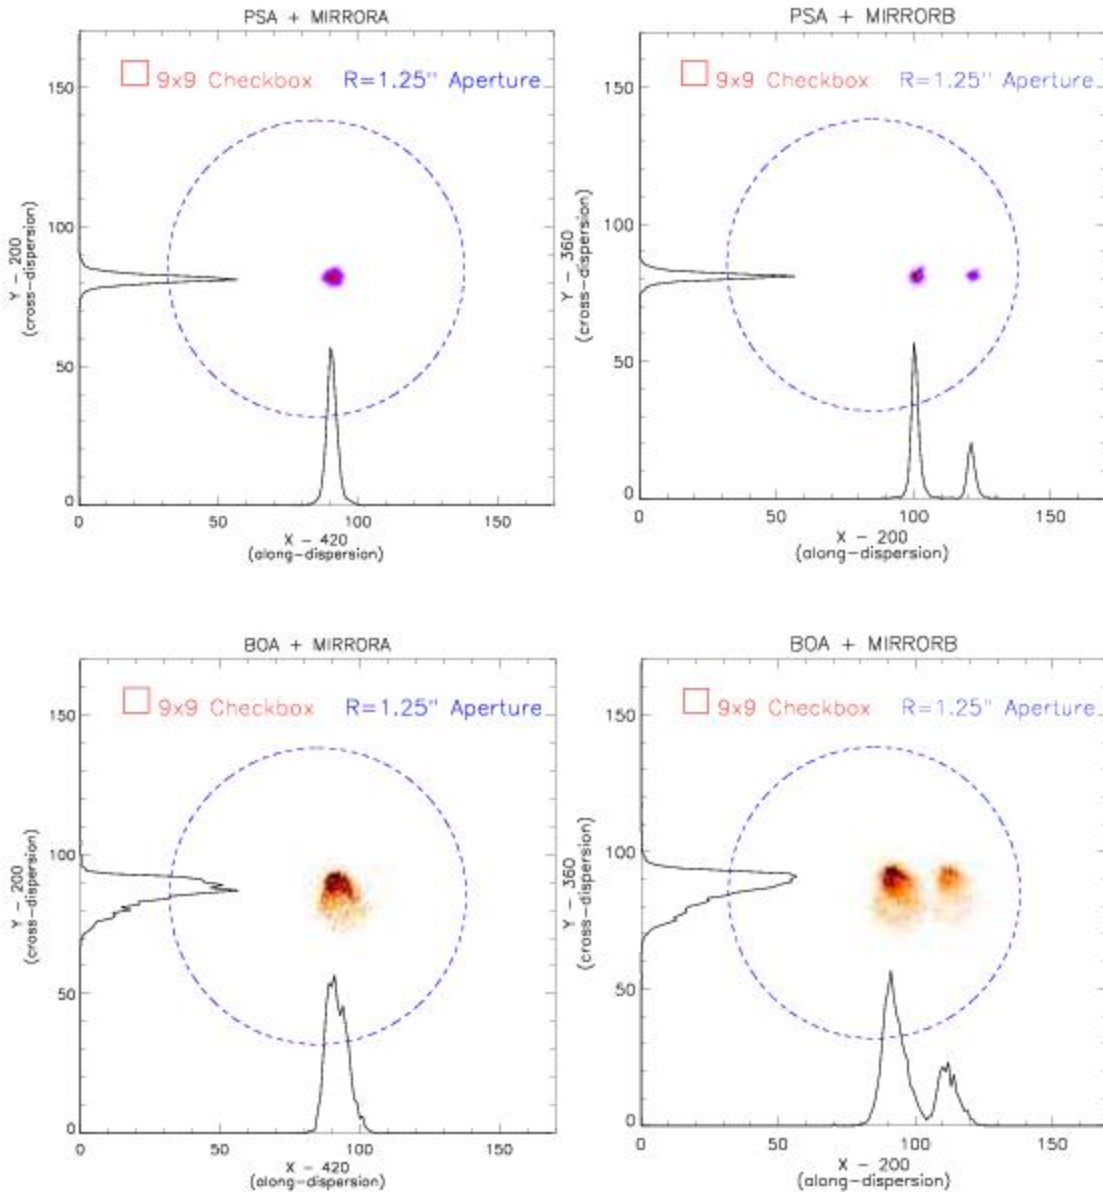 PSA + MIRRORA
9x9 Checkbox R=1.25" Aperture
150
100
50
0
Y - 200
(cross-dispersion)
0 50 100 150
X - 420
(along-dispersion)
PSA + MIRRORB
9x9 Checkbox R=1.25" Aperture
150
100
50
0
Y - 360
(cross-dispersion)
0 50 100 150
X - 200
(along-dispersion)
BOA + MIRRORA
9x9 Checkbox R=1.25" Aperture
150
100
50
0
Y - 200
(cross-dispersion)
0 50 100 150
X - 420
(along-dispersion)
BOA + MIRRORB
9x9 Checkbox R=1.25" Aperture
150
100
50
0
Y - 360
(cross-dispersion)
0 50 100 150
X - 200
(along-dispersion)